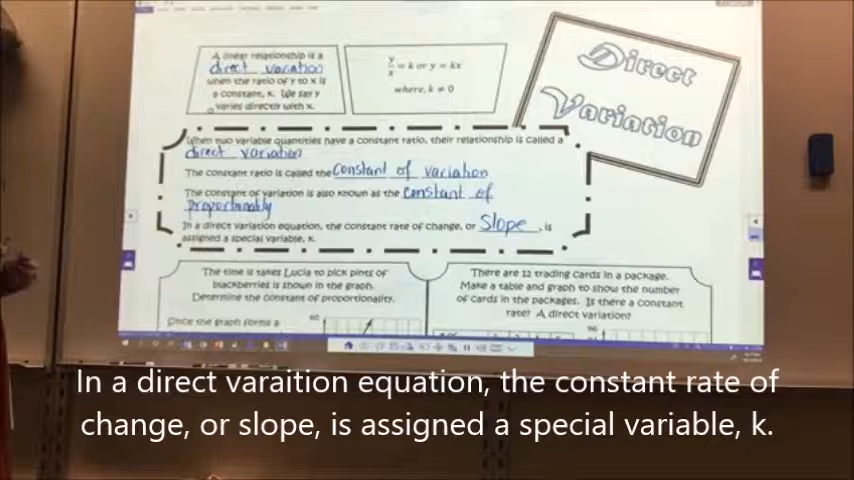 A linear relationship is a
direct variation
when the ratio of Y to X is
a constant, k. We say y
varies directly with x.
y/x = k or y = kx
where, k ≠ 0
Direct
Variation
When two variable quantities have a constant ratio, their relationship is called a
direct variation
The constant ratio is called the constant of variation
The constant of variation is also known as the constant of
In a direct variation equation, the constant rate of change, or slope, is
assigned a special variable, k.
The time is takes Lucia to pick pints of
blackberries is shown in the graph.
Determine the constant of proportionality.
Since the graph forms a
60
There are 12 trading cards in a package.
Make a table and graph to show the number
of cards in the packages. Is there a constant
rate? A direct variation?
In a direct varaition equation, the constant rate of
change, or slope, is assigned a special variable, k.